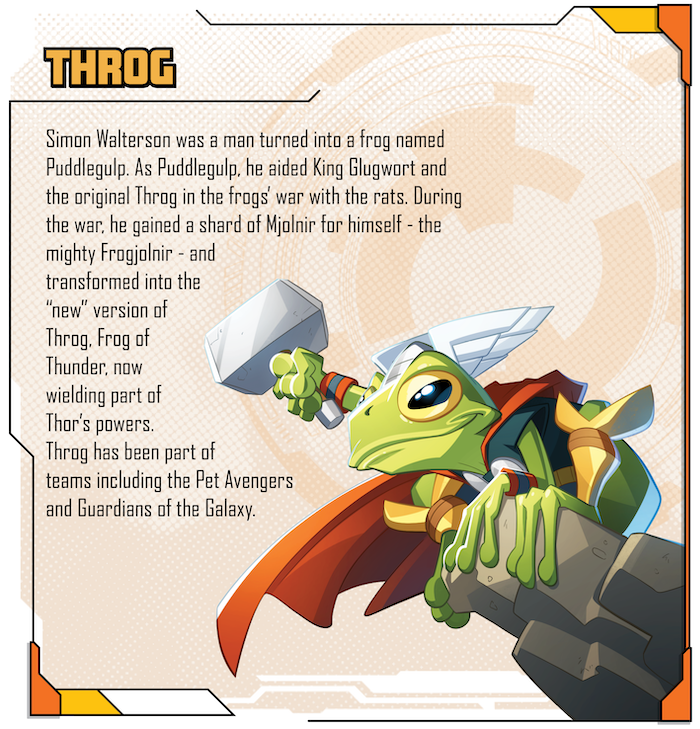 THROG
Simon Walterson was a man turned into a frog named
Puddlegulp. As Puddlegulp, he aided King Glugwort and
the original Throg in the frogs' war with the rats. During
the war, he gained a shard of Mjolnir for himself - the
mighty Frogjolnir - and
transformed into the
"new" version of
Throg, Frog of
Thunder, now
wielding part of
Thor's powers.
Throg has been part of
teams including the Pet Avengers
and Guardians of the Galaxy.